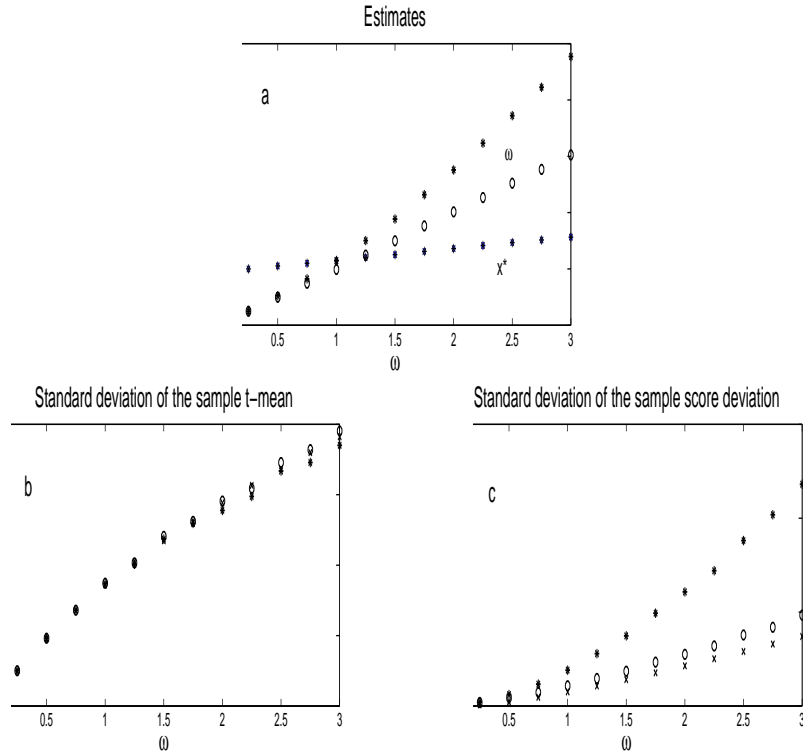 Estimates
a
ω
x*
0.5 1 1.5 2 2.5 3
ω
Standard deviation of the sample t-mean
b
0.5 1 1.5 2 2.5 3
ω
Standard deviation of the sample score deviation
c
0.5 1 1.5 2 2.5 3
ω